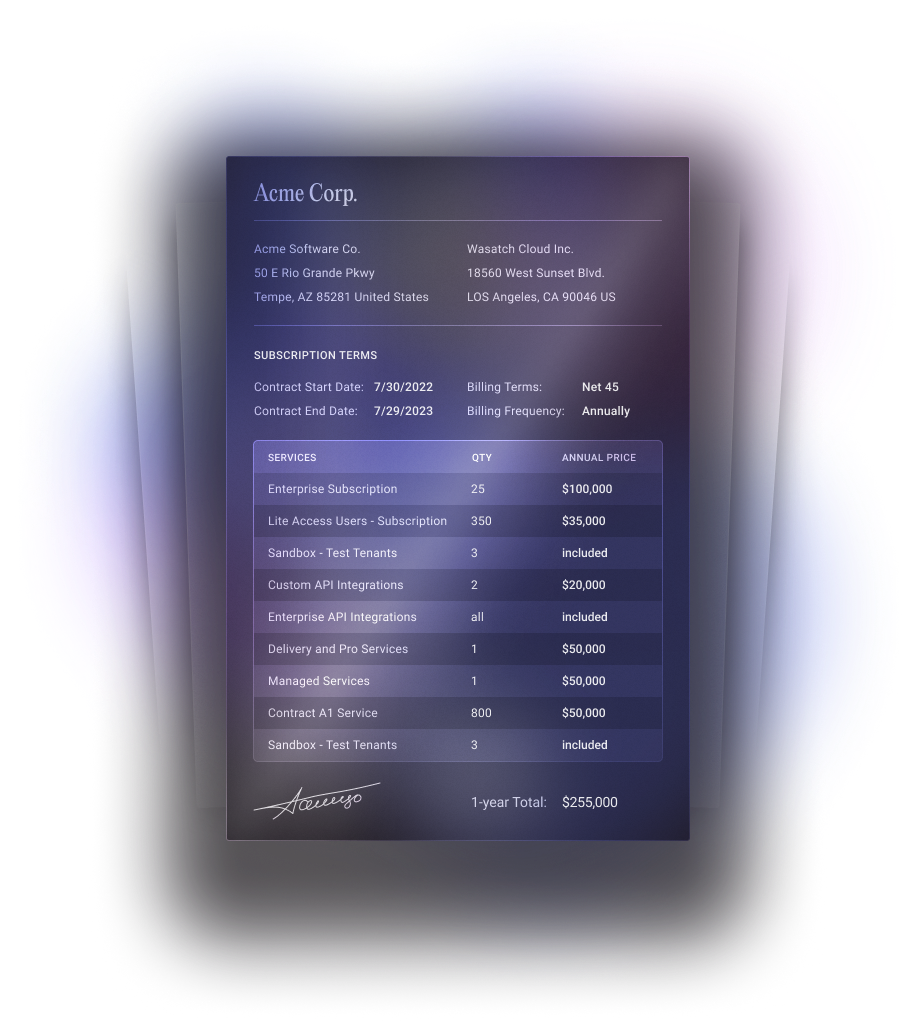 Acme Corp.
Acme Software Co.
50 E Rio Grande Pkwy
Tempe, AZ 85281 United States
Wasatch Cloud Inc.
18560 West Sunset Blvd.
LOS Angeles, CA 90046 US
SUBSCRIPTION TERMS
Contract Start Date: 7/30/2022 Billing Terms: Net 45
Contract End Date: 7/29/2023 Billing Frequency: Annually
SERVICES QTY ANNUAL PRICE
Enterprise Subscription 25 $100,000
Lite Access Users - Subscription 350 $35,000
Sandbox - Test Tenants 3 included
Custom API Integrations 2 $20,000
Enterprise API Integrations all included
Delivery and Pro Services 1 $50,000
Managed Services 1 $50,000
Contract A1 Service 800 $50,000
Sandbox - Test Tenants 3 included
1-year Total: $255,000